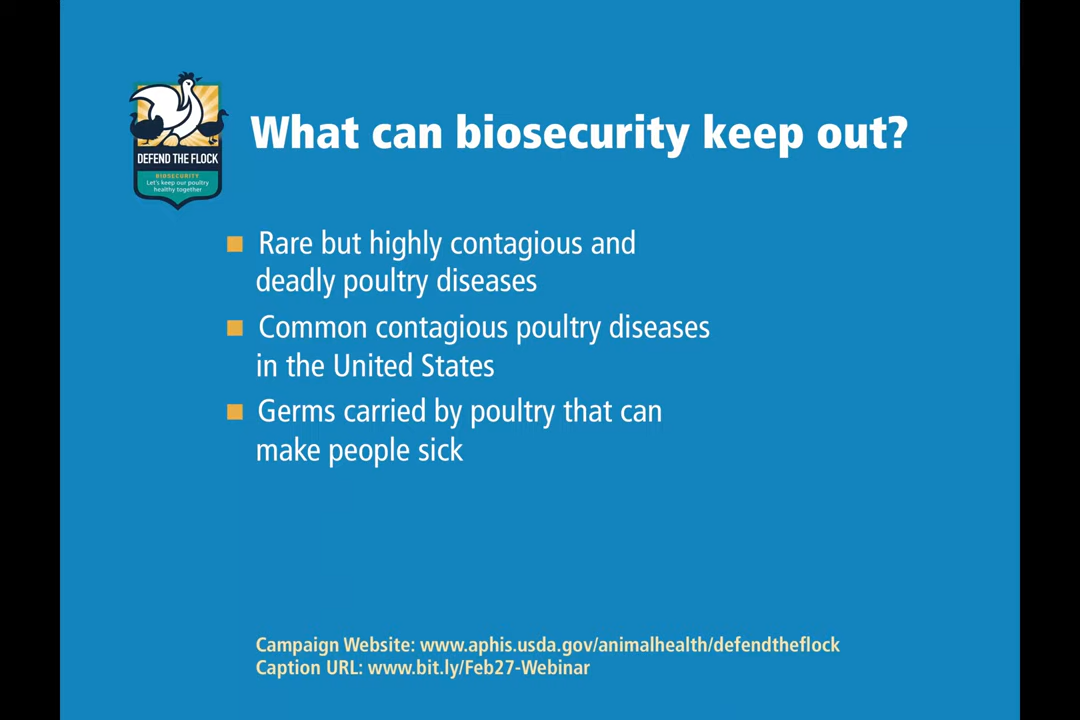 DEFEND THE FLOCK
BIOSECURITY
Let's keep our poultry
healthy together
What can biosecurity keep out?
Rare but highly contagious and
deadly poultry diseases
Common contagious poultry diseases
in the United States
Germs carried by poultry that can
make people sick
Campaign Website: www.aphis.usda.gov/animalhealth/defendtheflock
Caption URL: www.bit.ly/Feb27-Webinar